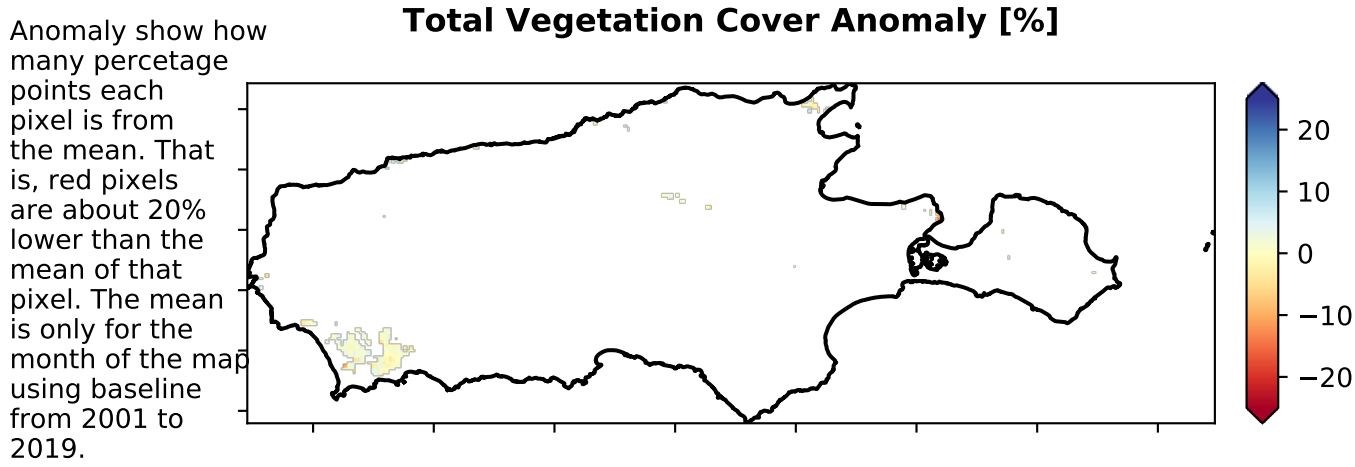 Total Vegetation Cover Anomaly [%]
Anomaly show how
many percetage
points each
pixel is from
the mean. That
is, red pixels
are about 20%
lower than the
mean of that
pixel. The mean
is only for the
month of the map
using baseline
from 2001 to
2019.
20
10
0
−10
−20